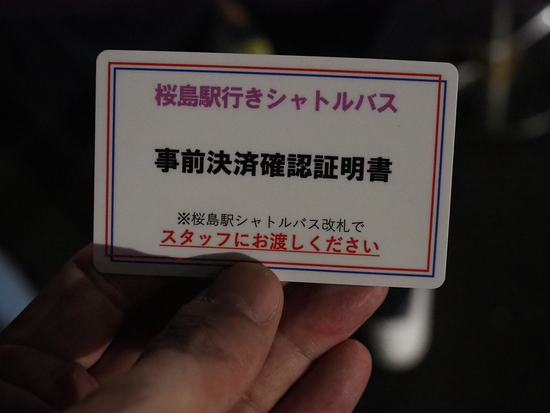 桜島駅行きシャトルバス
事前決済確認証明書
※桜島駅シャトルバス改札で
スタッフにお渡しください